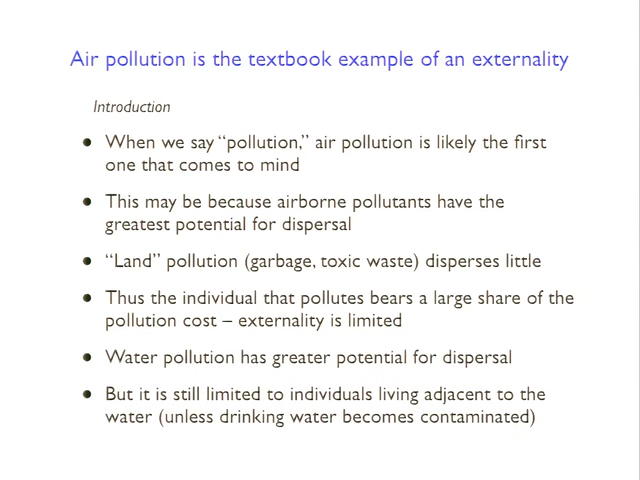 Air pollution is the textbook example of an externality
Introduction
• When we say “pollution,” air pollution is likely the first
one that comes to mind
• This may be because airborne pollutants have the
greatest potential for dispersal
• “Land” pollution (garbage, toxic waste) disperses little
• Thus the individual that pollutes bears a large share of the
pollution cost – externality is limited
• Water pollution has greater potential for dispersal
• But it is still limited to individuals living adjacent to the
water (unless drinking water becomes contaminated)